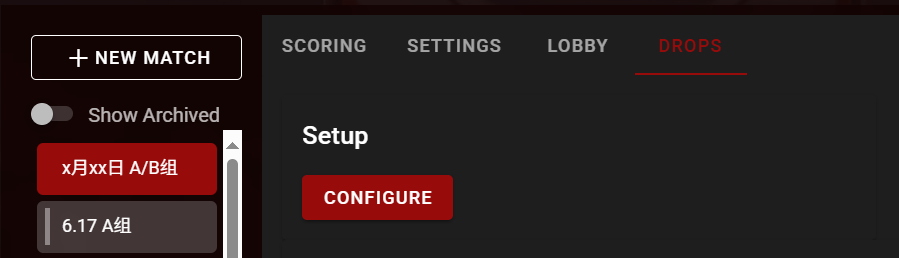 NEW MATCH
Show Archived
x月xx日 A/B组
6.17 A组
SCORING SETTINGS LOBBY DROPS
Setup
CONFIGURE